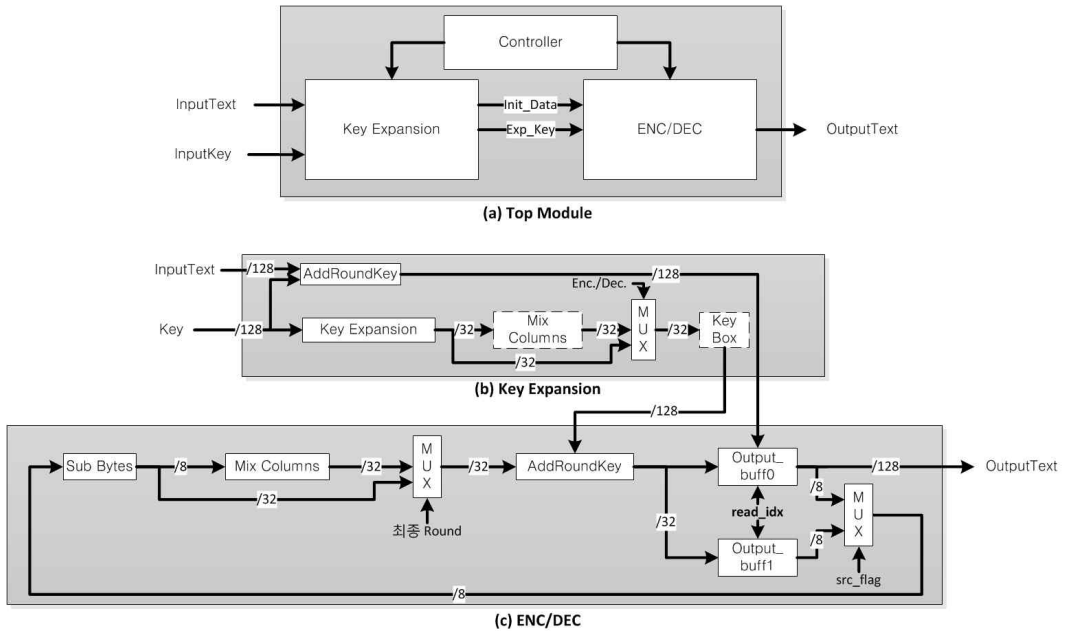 Controller
InputText
Init_Data
Key Expansion
Exp_Key
ENC/DEC
OutputText
InputKey
(a) Top Module
InputText
/128
AddRoundKey
/128
Enc./Dec.
Key
/128
Key Expansion
/32
Mix
Columns
/32
M
U
X
/32
Key
Box
/32
(b) Key Expansion
/128
Sub Bytes
/8
Mix Columns
/32
M
U
X
/32
AddRoundKey
Output_
buff0
/128
OutputText
/8
/32
최종 Round
/32
read_idx
M
U
X
/8
Output_
buff1
src_flag
/8
(c) ENC/DEC